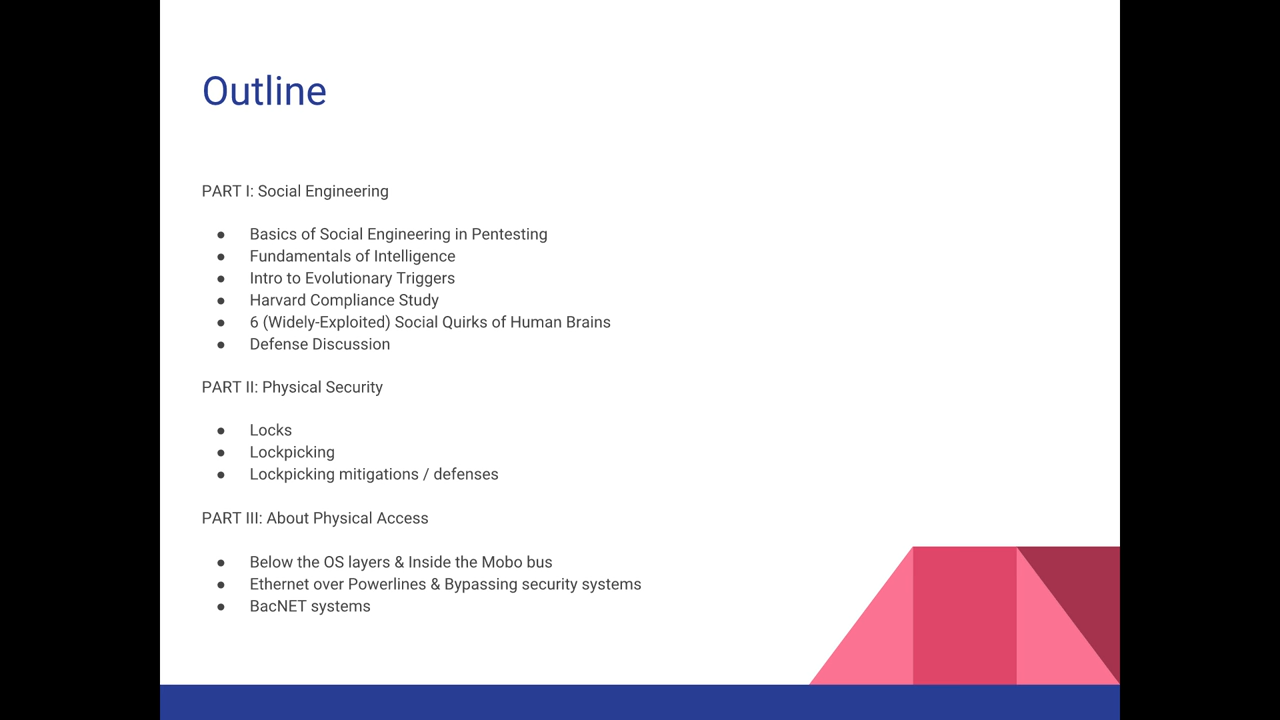 Outline
PART I: Social Engineering
● Basics of Social Engineering in Pentesting
● Fundamentals of Intelligence
● Intro to Evolutionary Triggers
● Harvard Compliance Study
● 6 (Widely-Exploited) Social Quirks of Human Brains
● Defense Discussion
PART II: Physical Security
● Locks
● Lockpicking
● Lockpicking mitigations / defenses
PART III: About Physical Access
● Below the OS layers & Inside the Mobo bus
● Ethernet over Powerlines & Bypassing security systems
● BacNET systems